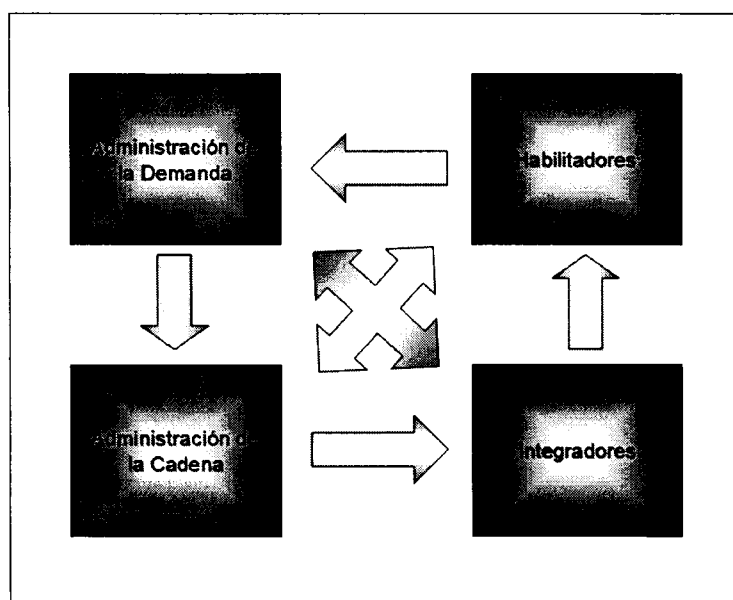 Administración de
la Demanda
Habilitadores
Administración de
la Cadena
Integradores